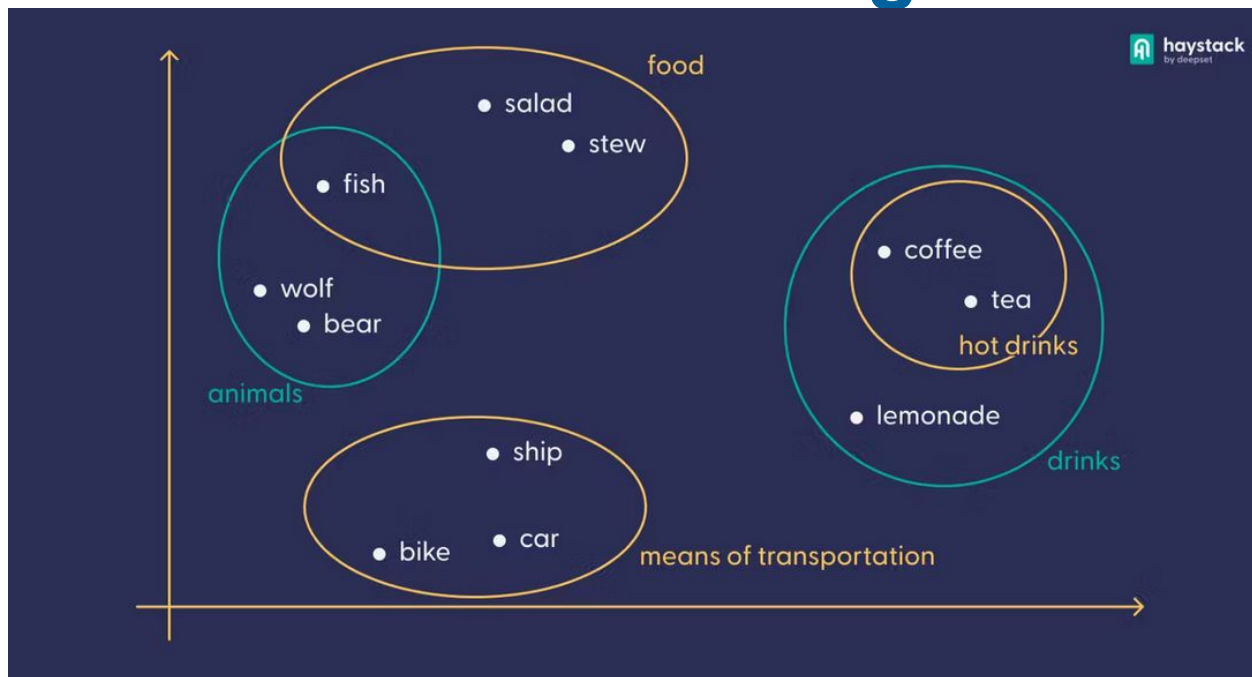 haystack
by deepset
food
salad
stew
fish
wolf
bear
animals
coffee
tea
hot drinks
lemonade
drinks
ship
car
bike
means of transportation